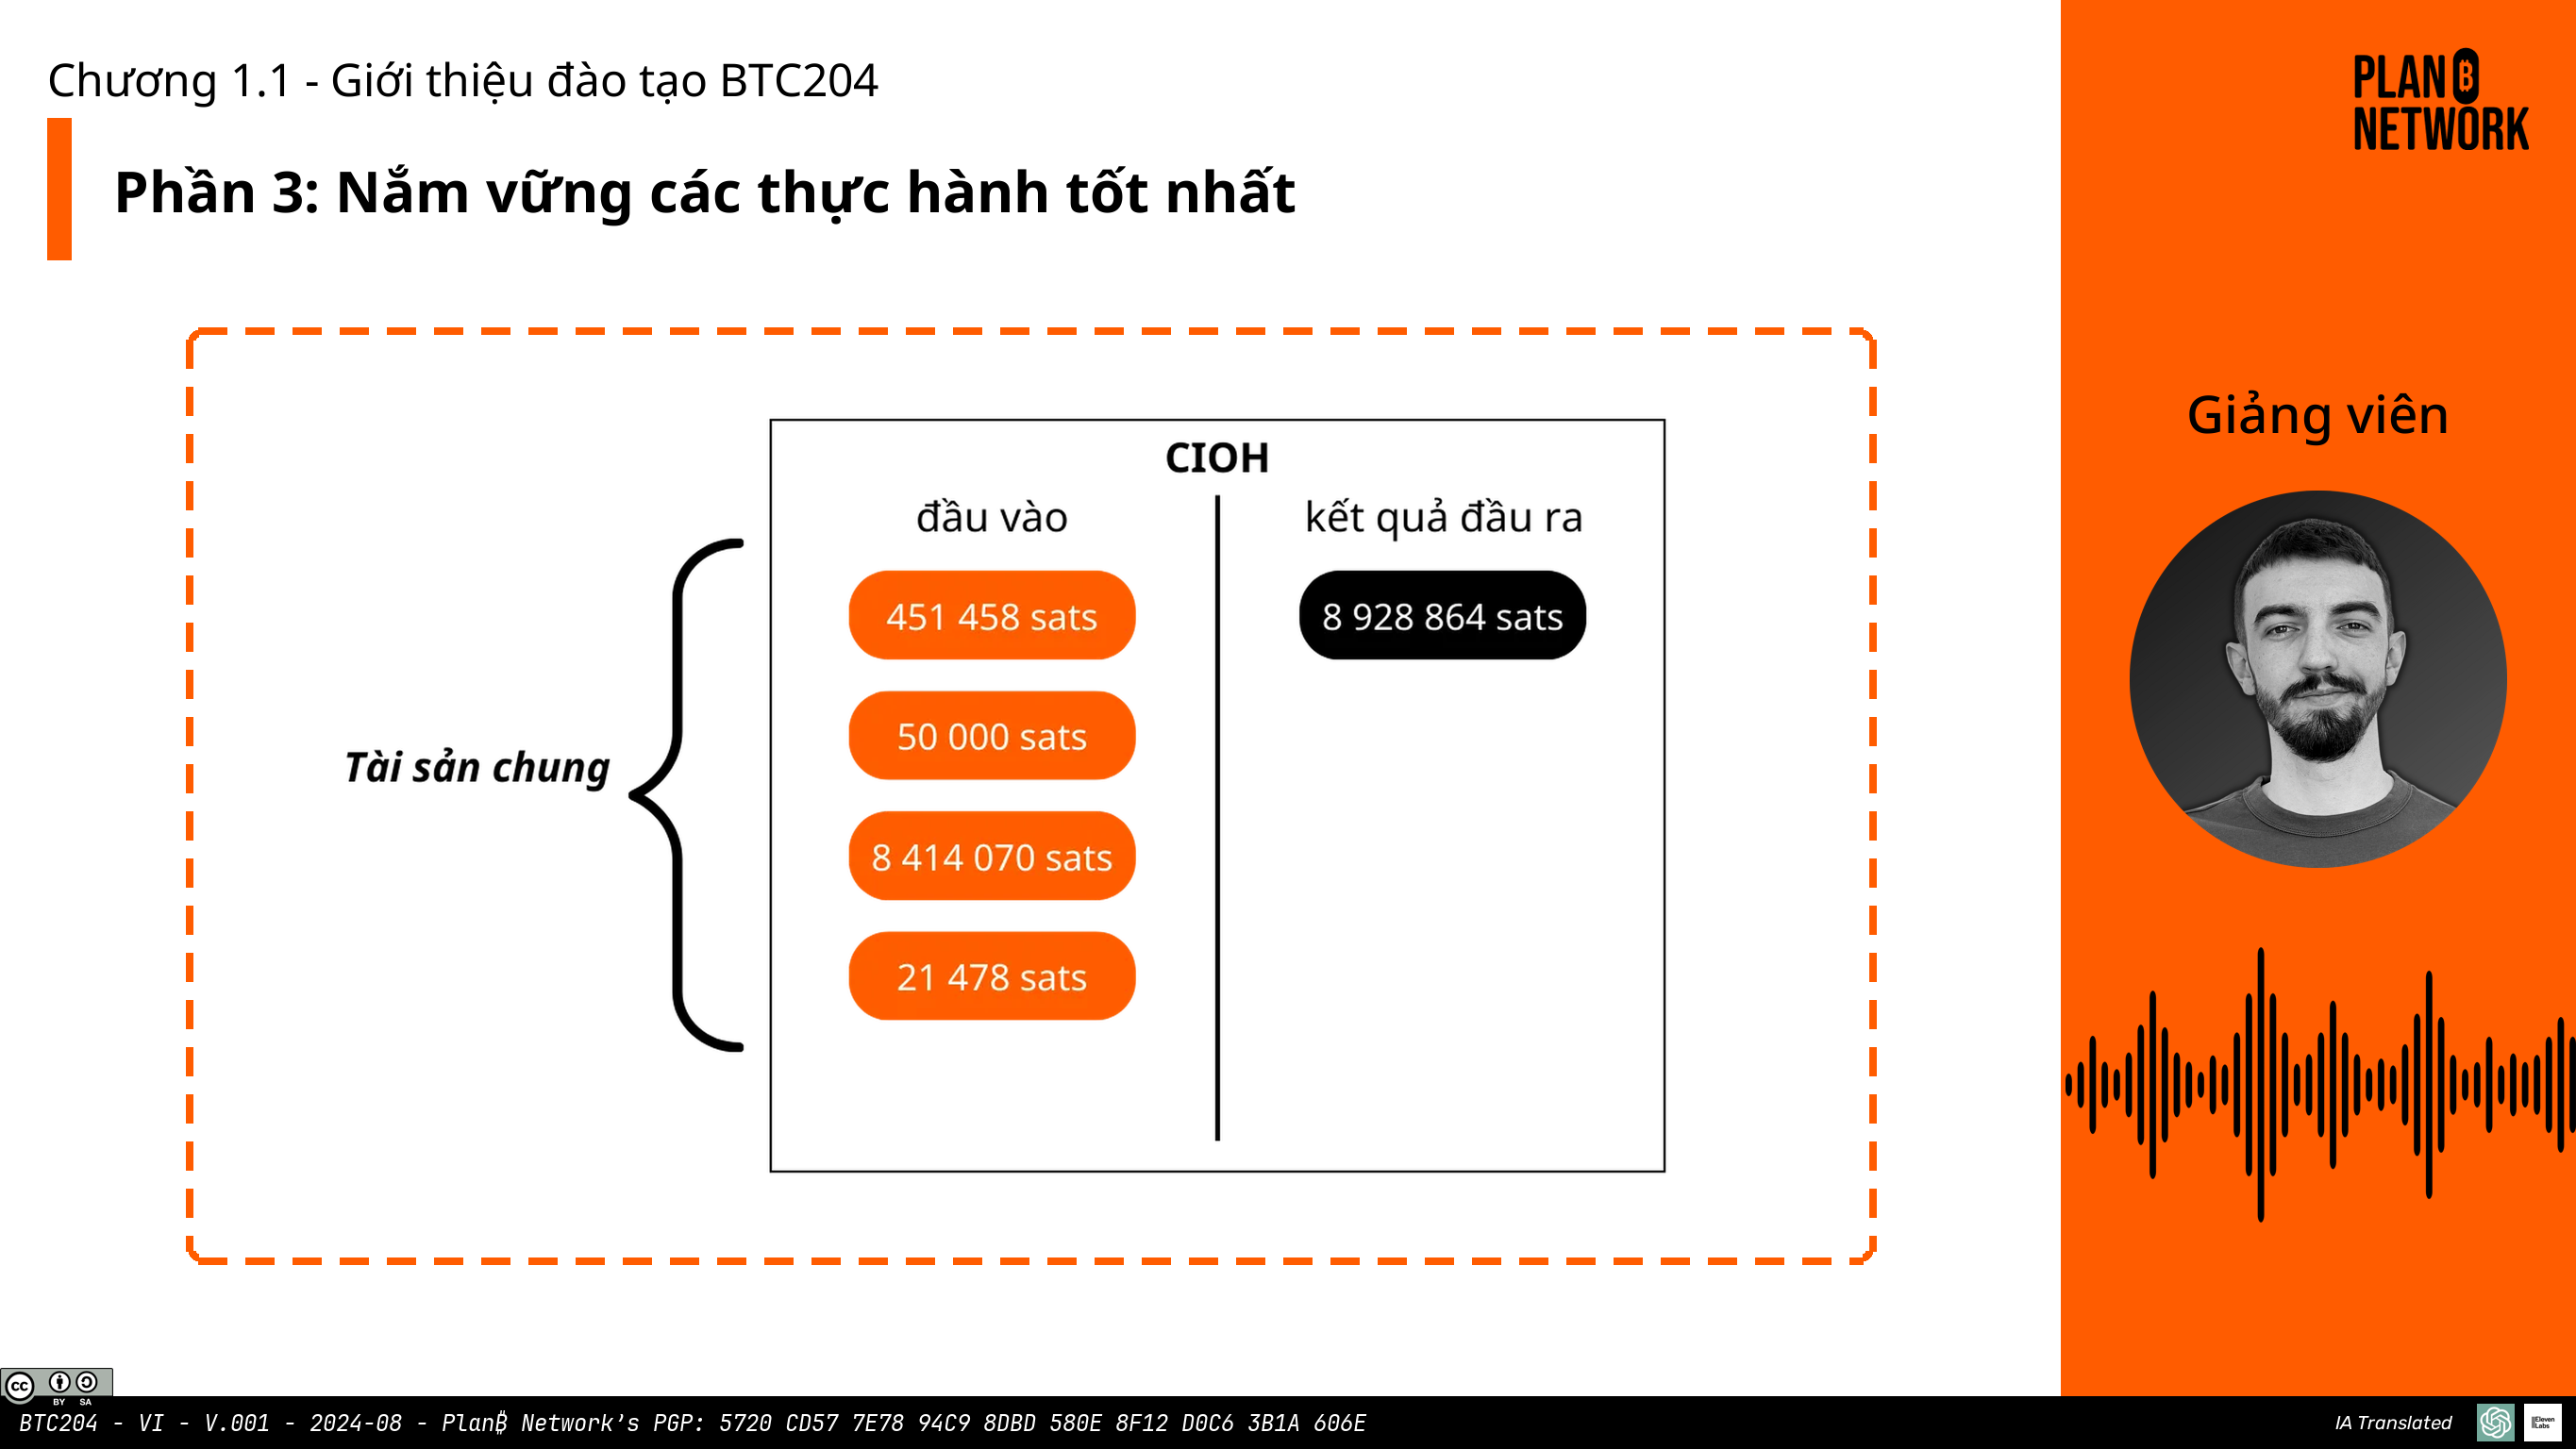 Chương 1.1 - Giới thiệu đào tạo BTC204
Phần 3: Nắm vững các thực hành tốt nhất
PLAN ₿
NETWORK
Giảng viên
CIOH
đầu vào
kết quả đầu ra
451 458 sats
8 928 864 sats
50 000 sats
Tài sản chung
8 414 070 sats
21 478 sats
cc
BY SA
BTC204 - VI - V.001 - 2024-08 - Plan₿ Network’s PGP: 5720 CD57 7E78 94C9 8DBD 580E 8F12 D0C6 3B1A 606E
IA Translated
ElevenLabs